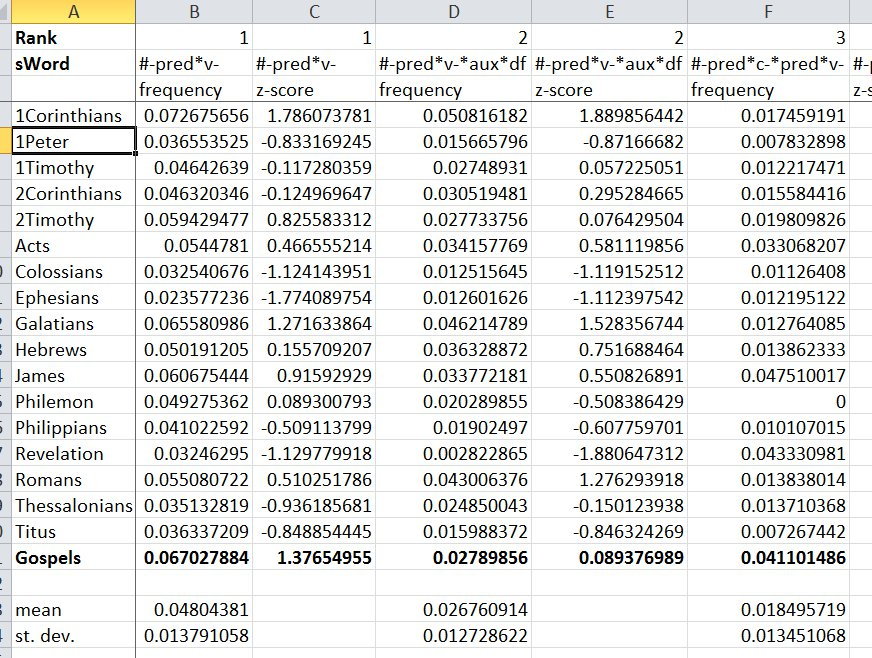 A B C D E F
Rank 1 1 2 2 3
sWord #-pred*v- #-pred*v- #-pred*v-*aux*df #-pred*v-*aux*df #-pred*c-*pred*v- #-p
frequency z-score frequency z-score frequency z-s
1Corinthians 0.072675656 1.786073781 0.050816182 1.889856442 0.017459191
1Peter 0.036553525 -0.833169245 0.015665796 -0.87166682 0.007832898
1Timothy 0.04642639 -0.117280359 0.02748931 0.057225051 0.012217471
2Corinthians 0.046320346 -0.124969647 0.030519481 0.295284665 0.015584416
2Timothy 0.059429477 0.825583312 0.027733756 0.076429504 0.019809826
Acts 0.0544781 0.466555214 0.034157769 0.581119856 0.033068207
Colossians 0.032540676 -1.124143951 0.012515645 -1.119152512 0.01126408
Ephesians 0.023577236 -1.774089754 0.012601626 -1.112397542 0.012195122
Galatians 0.065580986 1.271633864 0.046214789 1.528356744 0.012764085
Hebrews 0.050191205 0.155709207 0.036328872 0.751688464 0.013862333
James 0.060675444 0.91592929 0.033772181 0.550826891 0.047510017
Philemon 0.049275362 0.089300793 0.020289855 -0.508386429 0
Philippians 0.041022592 -0.509113799 0.01902497 -0.607759701 0.010107015
Revelation 0.03246295 -1.129779918 0.002822865 -1.880647312 0.043330981
Romans 0.055080722 0.510251786 0.043006376 1.276293918 0.013838014
Thessalonians 0.035132819 -0.936185681 0.024850043 -0.150123938 0.013710368
Titus 0.036337209 -0.848854445 0.015988372 -0.846324269 0.007267442
Gospels 0.067027884 1.37654955 0.02789856 0.089376989 0.041101486
mean 0.04804381 0.026760914 0.018495719
st. dev. 0.013791058 0.012728622 0.013451068